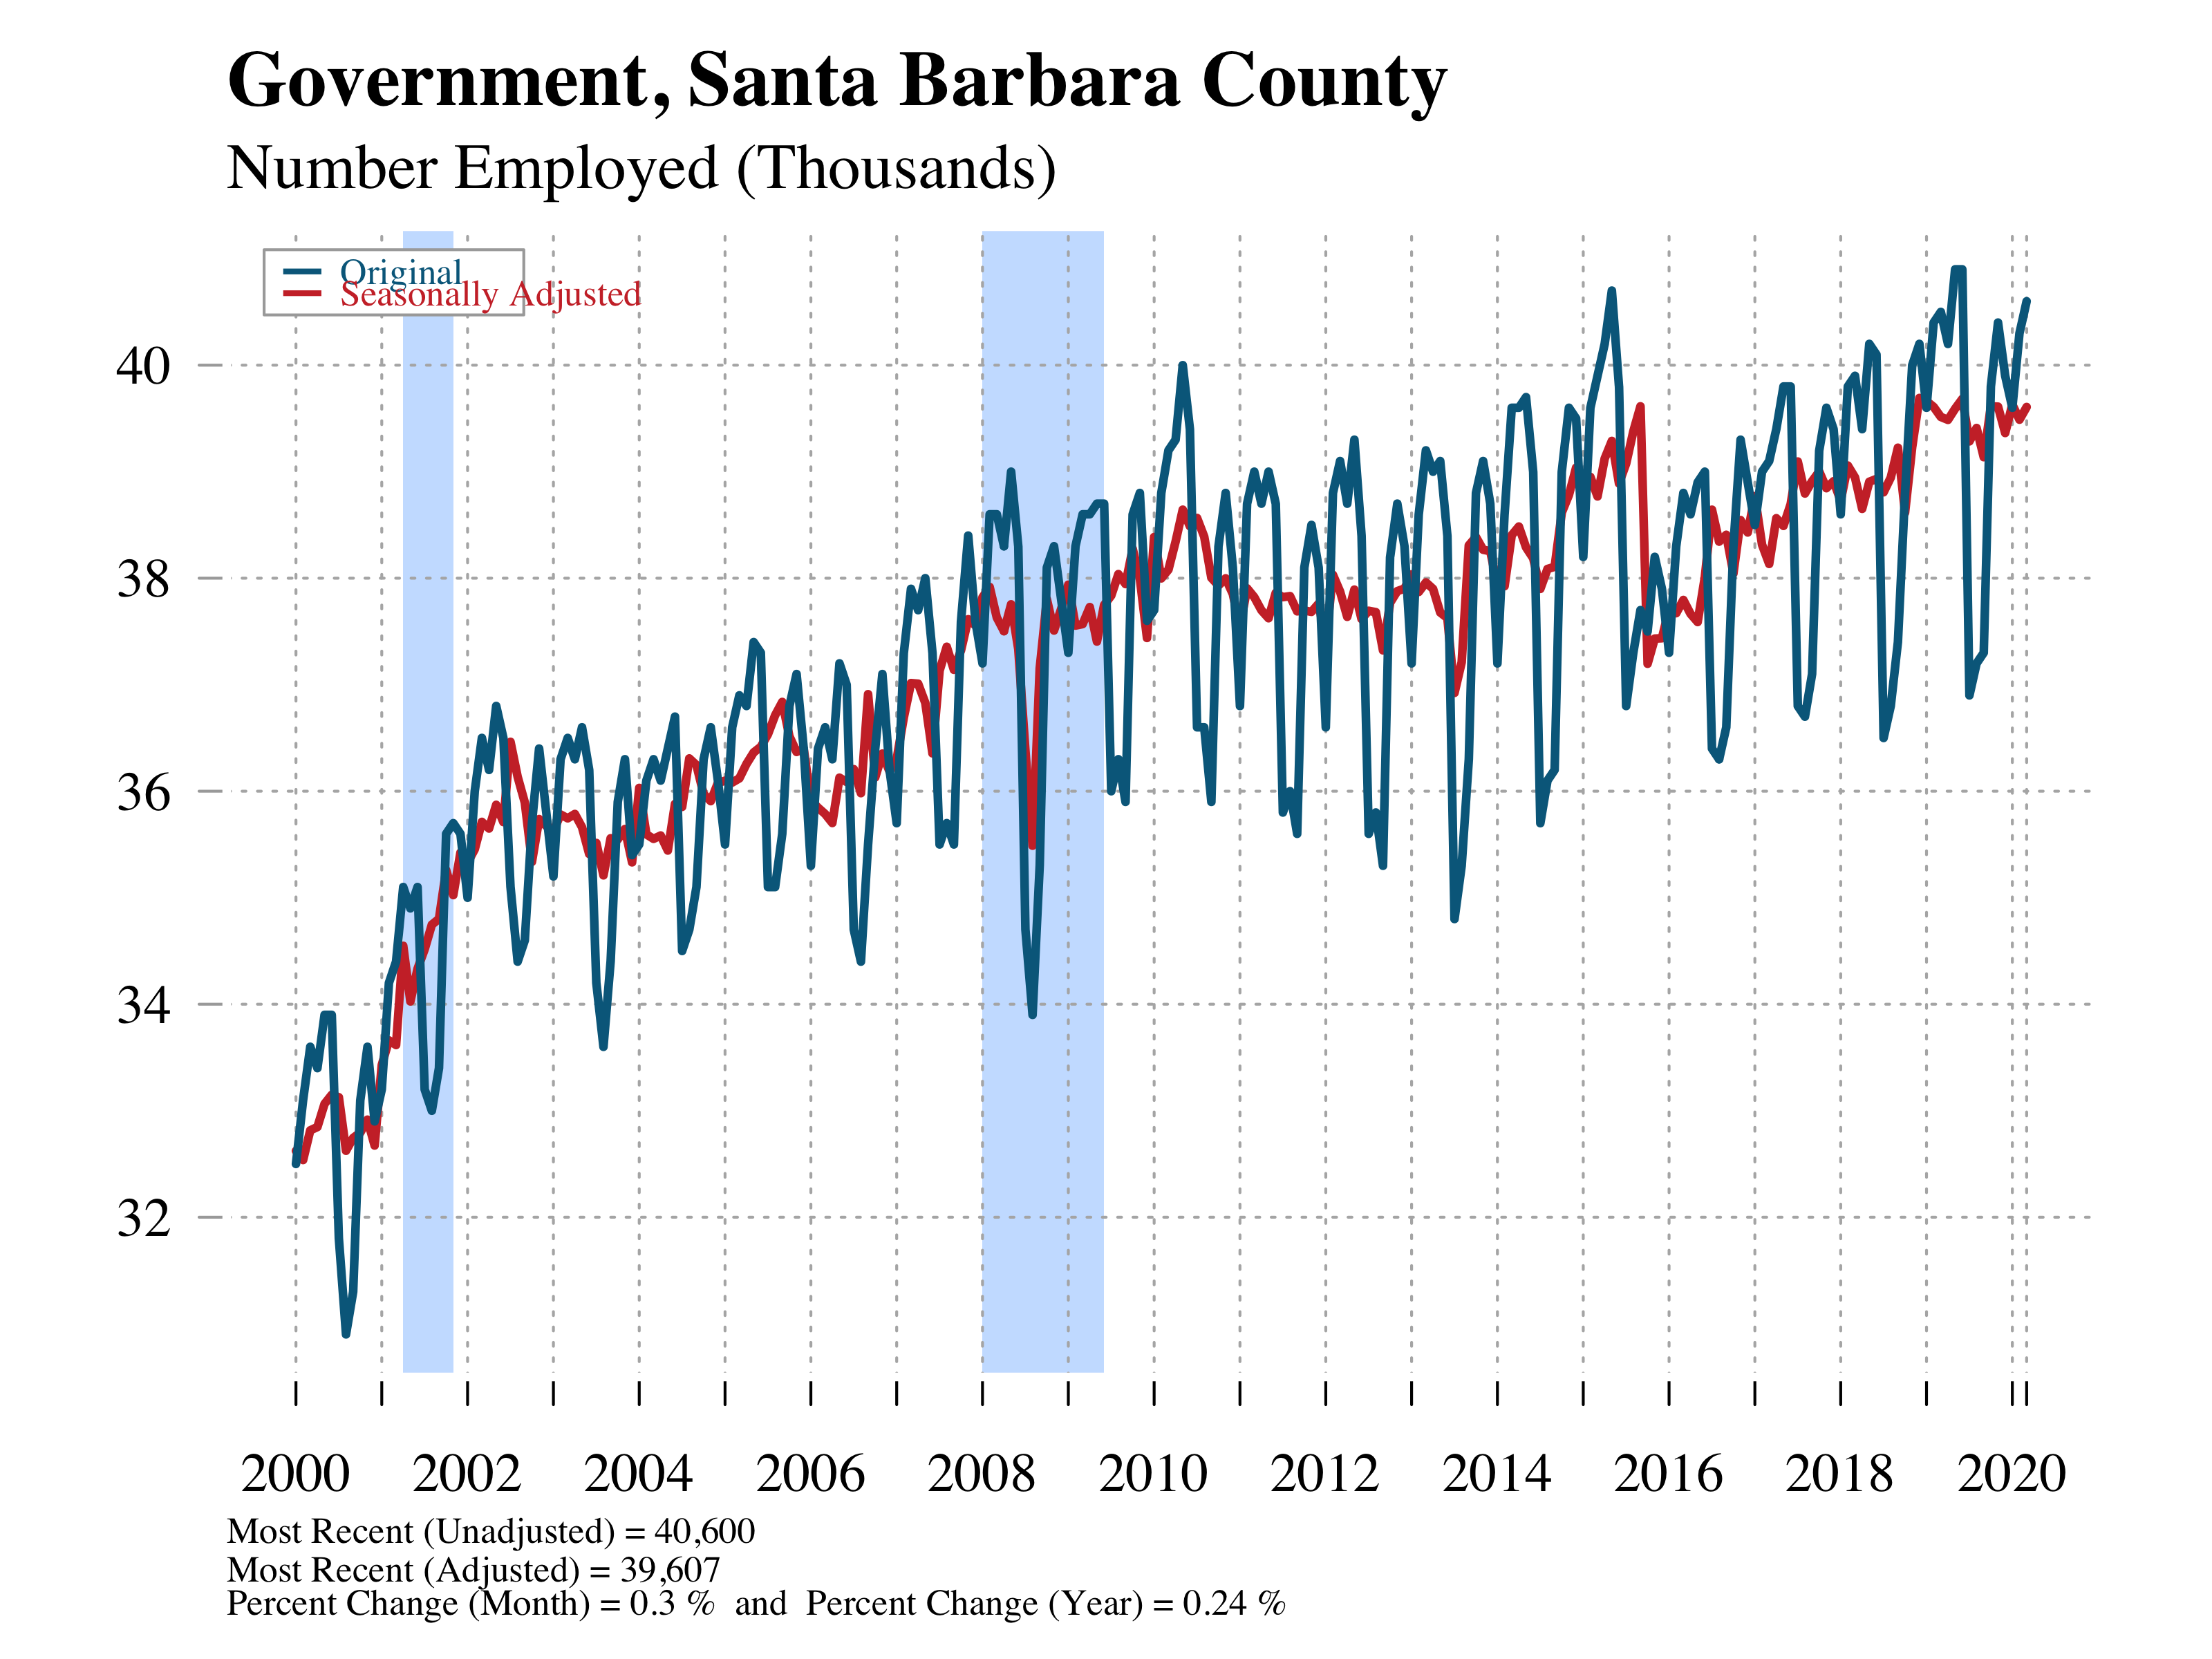 Government, Santa Barbara County
Number Employed (Thousands)
Original
Seasonally Adjusted
40
38
36
34
32
2000 2002 2004 2006 2008 2010 2012 2014 2016 2018 2020
Most Recent (Unadjusted) = 40,600
Most Recent (Adjusted) = 39,607
Percent Change (Month) = 0.3 % and Percent Change (Year) = 0.24 %